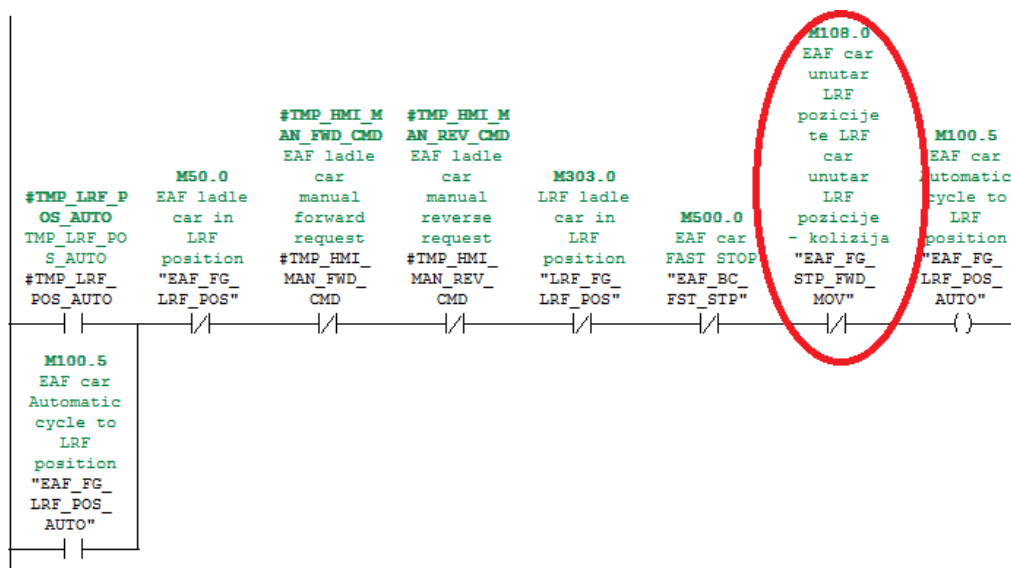 #TMP_LRF_P
OS_AUTO
TMP_LRF_PO
S_AUTO
#TMP_LRF_
POS_AUTO
M50.0
EAF ladle
car in
LRF
position
"EAF_FG_
LRF_POS"
#TMP_HMI_M
AN_FWD_CMD
EAF ladle
car
manual
forward
request
#TMP_HMI_
MAN_FWD_
CMD
#TMP_HMI_M
AN_REV_CMD
EAF ladle
car
manual
reverse
request
#TMP_HMI_
MAN_REV_
CMD
M303.0
LRF ladle
car in
LRF
position
"LRF_FG_
LRF_POS"
M500.0
EAF car
FAST STOP
"EAF_BC_
FST_STP"
M108.0
EAF car
unutar
LRF
pozicije
te LRF
car
unutar
LRF
pozicije
- kolizija
"EAF_FG_
STP_FWD_
MOV"
M100.5
EAF car
Automatic
cycle to
LRF
position
"EAF_FG_
LRF_POS_
AUTO"
M100.5
EAF car
Automatic
cycle to
LRF
position
"EAF_FG_
LRF_POS_
AUTO"